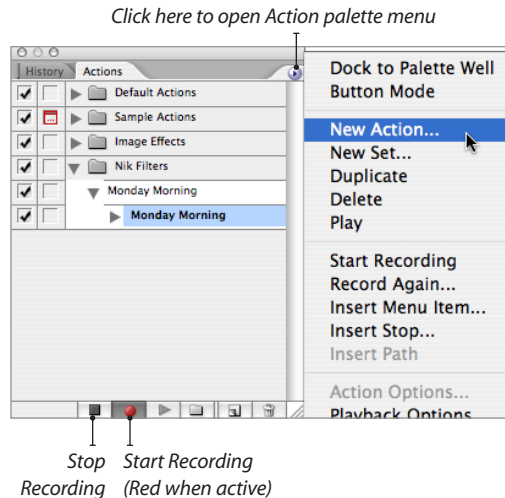 Click here to open Action palette menu
History Actions
Default Actions
Sample Actions
Image Effects
Nik Filters
Monday Morning
Monday Morning
Dock to Palette Well
Button Mode
New Action...
New Set...
Duplicate
Delete
Play
Start Recording
Record Again...
Insert Menu Item...
Insert Stop...
Insert Path
Action Options...
Playback Options
Stop Recording
Start Recording
(Red when active)